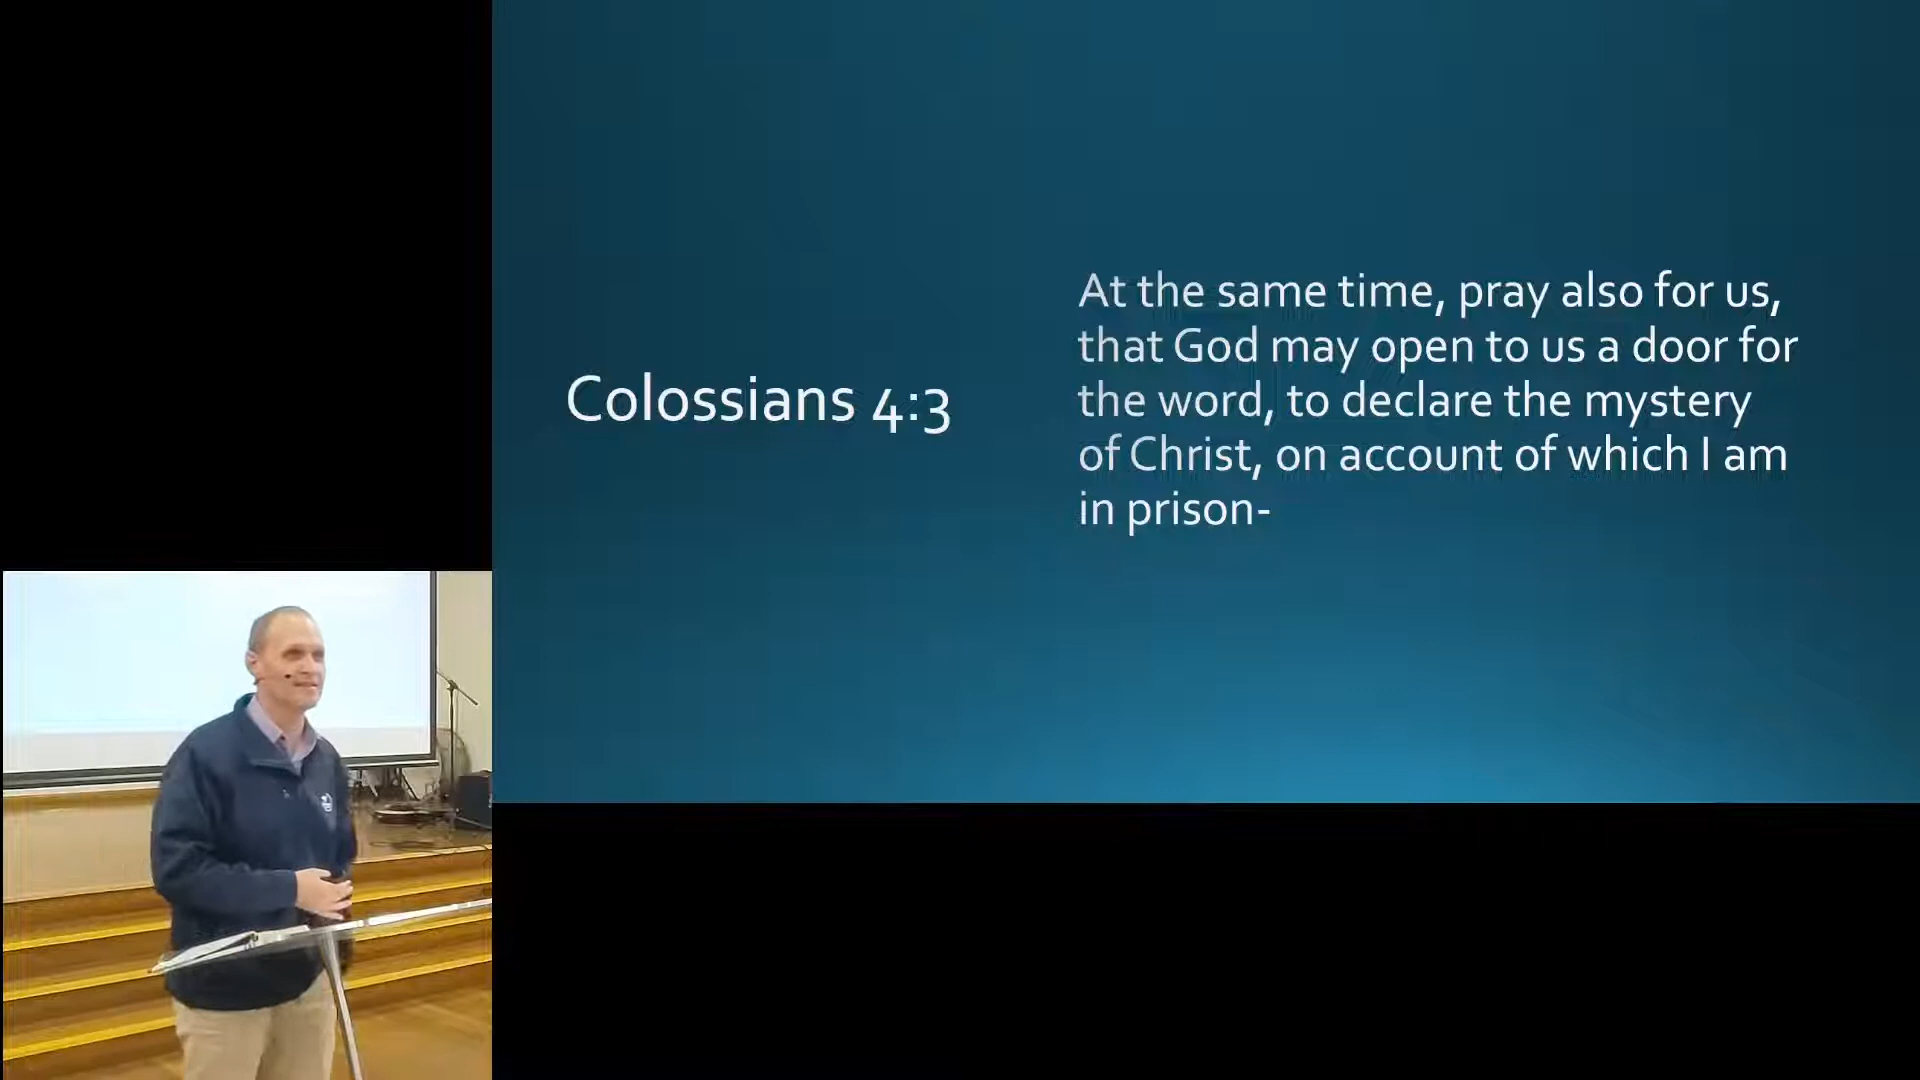 Colossians 4:3
At the same time, pray also for us,
that God may open to us a door for
the word, to declare the mystery
of Christ, on account of which I am
in prison-